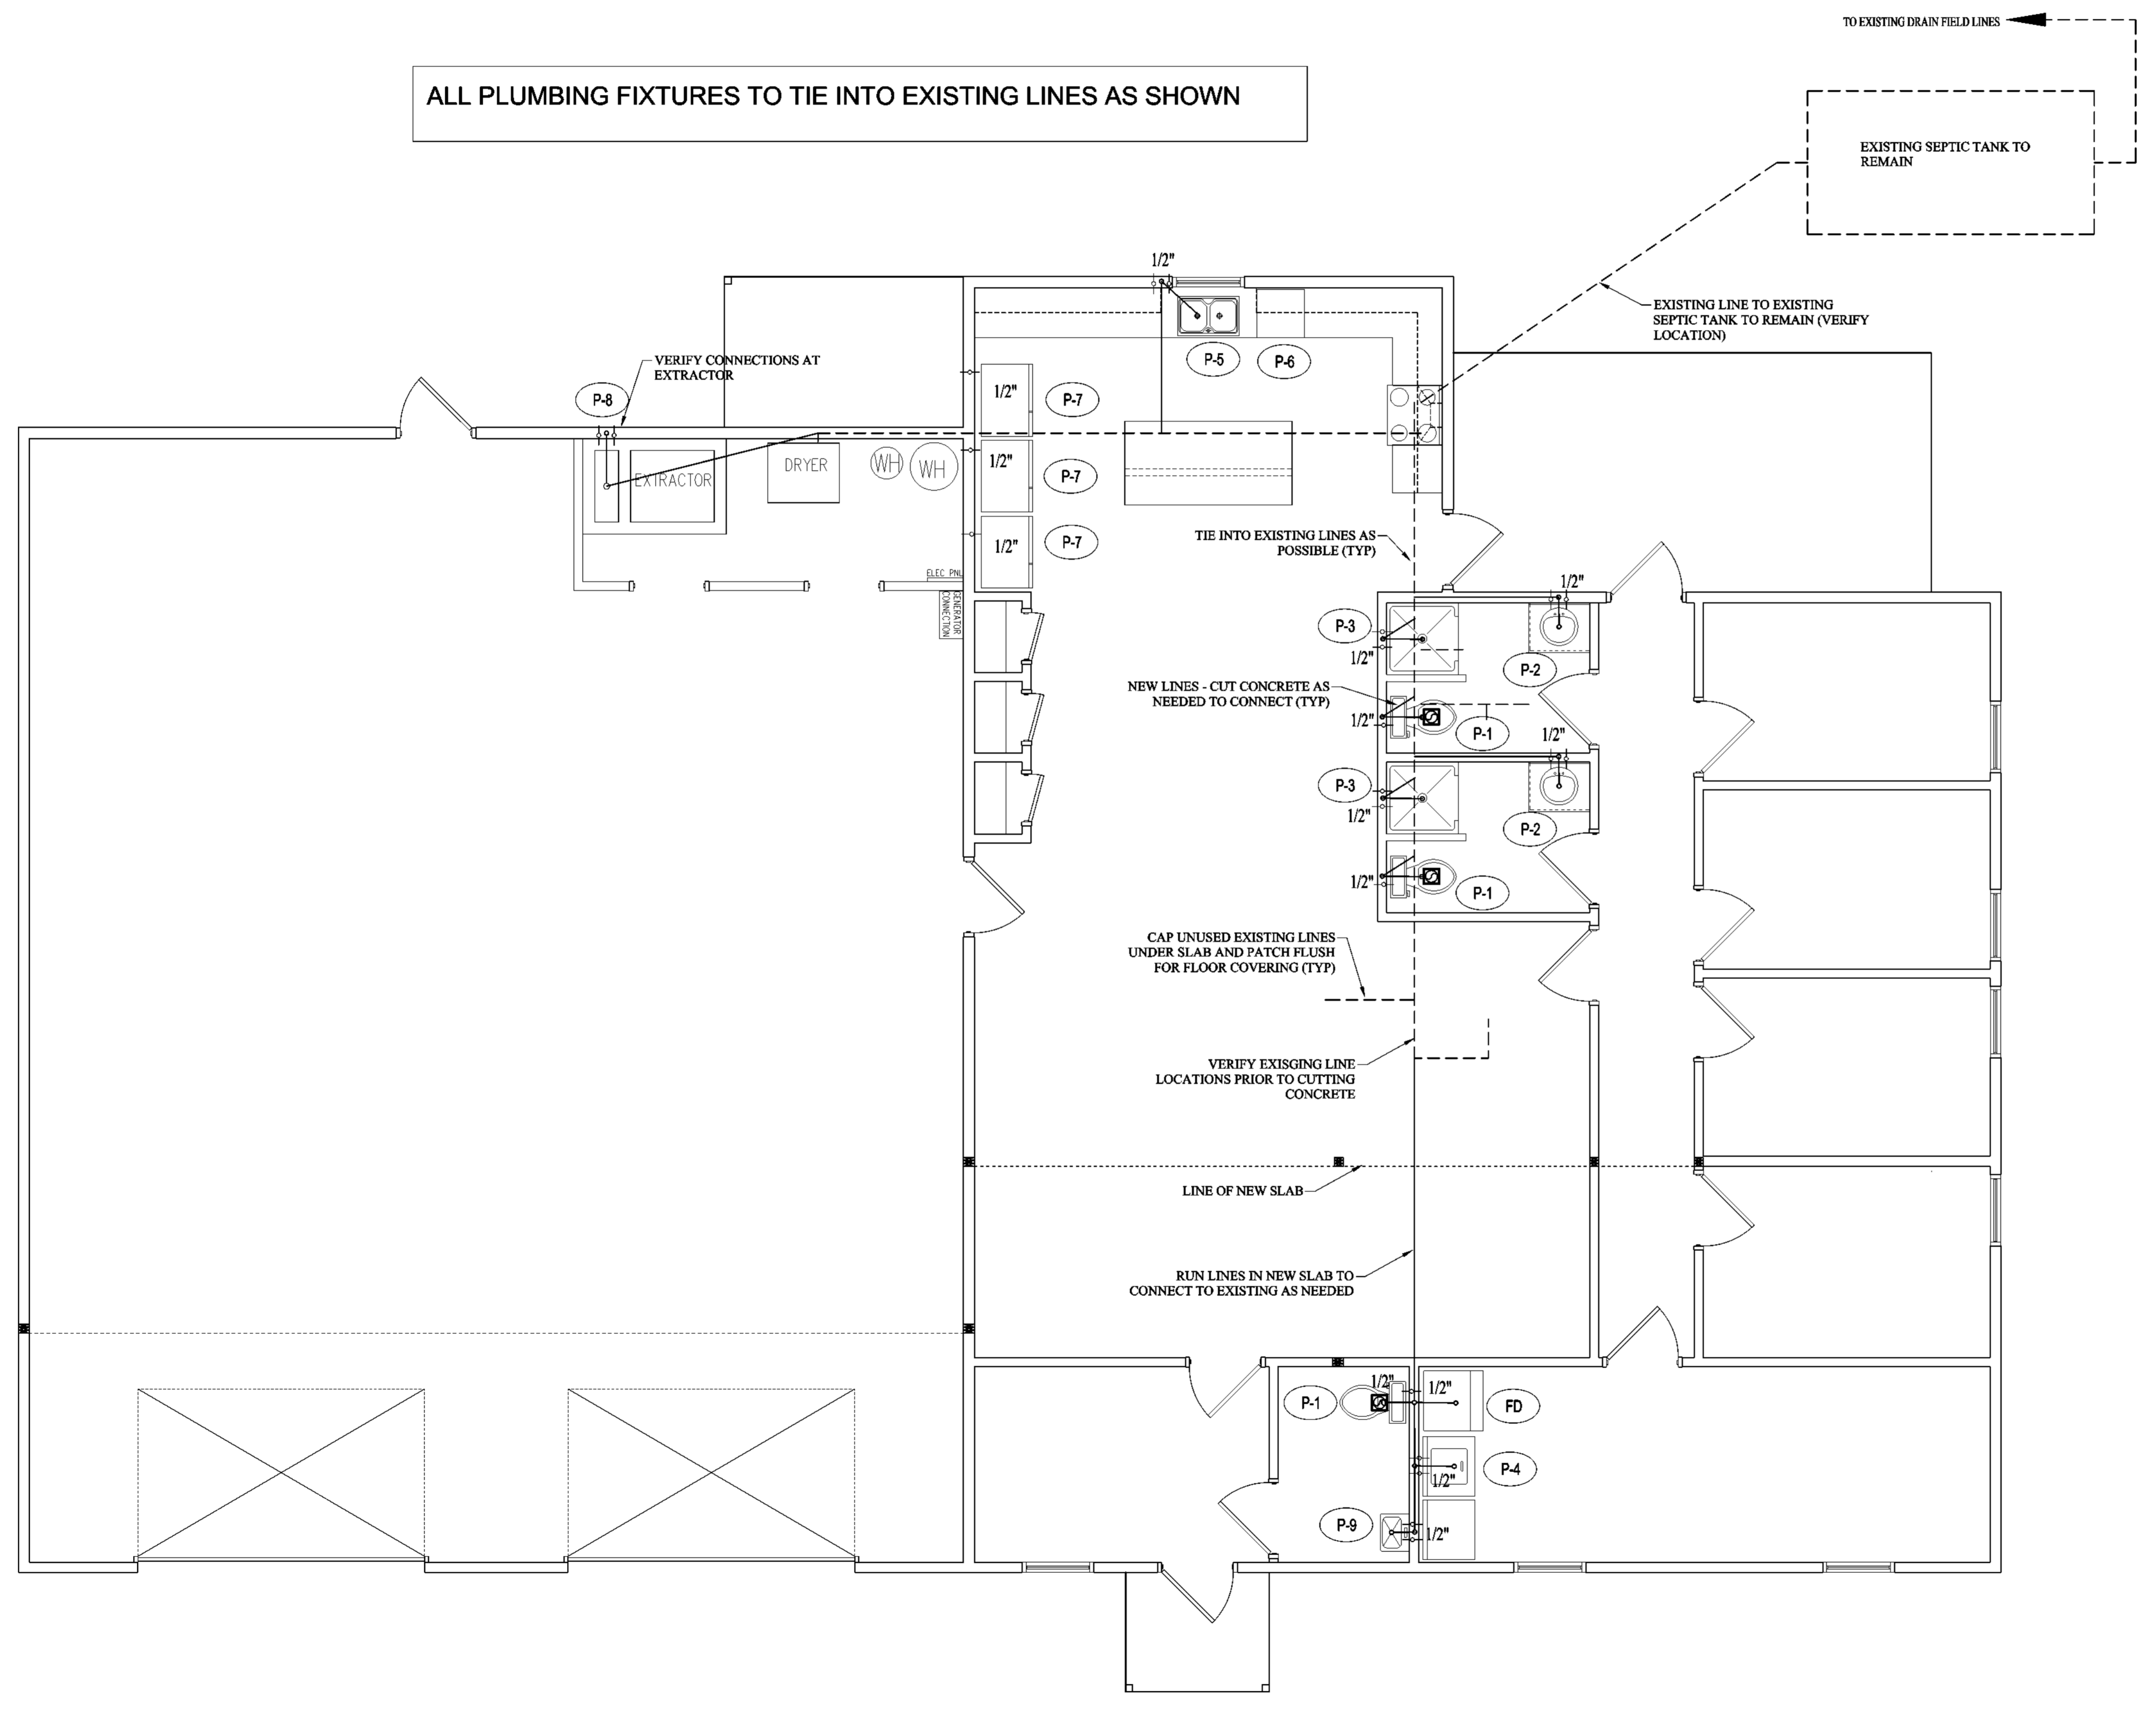 TO EXISTING DRAIN FIELD LINES
ALL PLUMBING FIXTURES TO TIE INTO EXISTING LINES AS SHOWN
EXISTING SEPTIC TANK TO
REMAIN
1/2"
EXISTING LINE TO EXISTING
SEPTIC TANK TO REMAIN (VERIFY
LOCATION)
VERIFY CONNECTIONS AT
EXTRACTOR
P-5
P-6
P-8
1/2"
P-7
DRYER
WH
WH
EXTRACTOR
1/2"
P-7
TIE INTO EXISTING LINES AS
POSSIBLE (TYP)
1/2"
P-7
ELEC PNL
GENERATOR
CONNECTION
1/2"
P-3
1/2"
P-2
NEW LINES - CUT CONCRETE AS
NEEDED TO CONNECT (TYP)
1/2"
P-1
1/2"
P-3
1/2"
P-2
1/2"
P-1
CAP UNUSED EXISTING LINES
UNDER SLAB AND PATCH FLUSH
FOR FLOOR COVERING (TYP)
VERIFY EXISGING LINE
LOCATIONS PRIOR TO CUTTING
CONCRETE
LINE OF NEW SLAB
RUN LINES IN NEW SLAB TO
CONNECT TO EXISTING AS NEEDED
1/2"
1/2"
P-1
FD
P-4
1/2"
P-9
1/2"